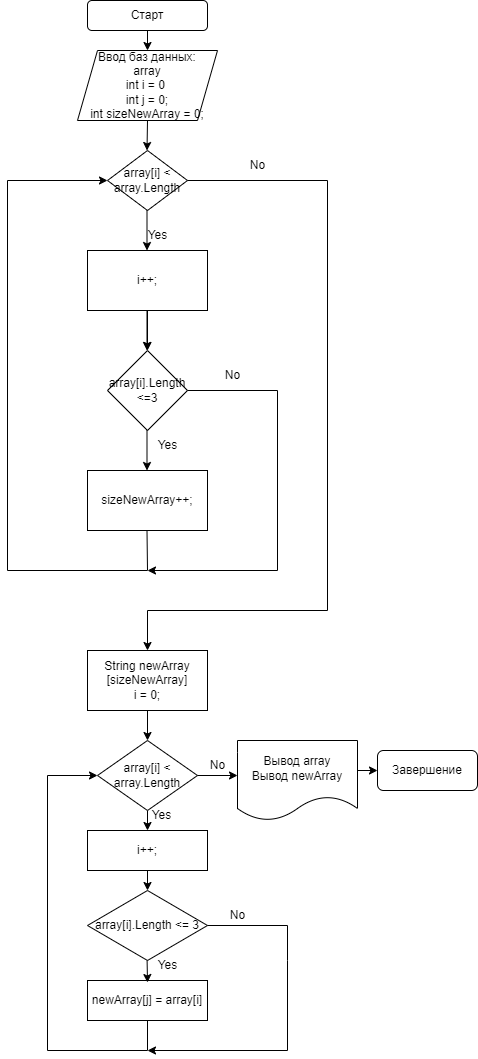 Старт
Ввод баз данных:
array
int i = 0
int j = 0;
int sizeNewArray = 0;
array[i] <
array.Length
No
Yes
i++;
array[i].Length
<=3
No
Yes
sizeNewArray++;
String newArray
[sizeNewArray]
i = 0;
array[i] <
array.Length
No
Вывод array
Вывод newArray
Завершение
Yes
i++;
array[i].Length <= 3
No
Yes
newArray[j] = array[i]